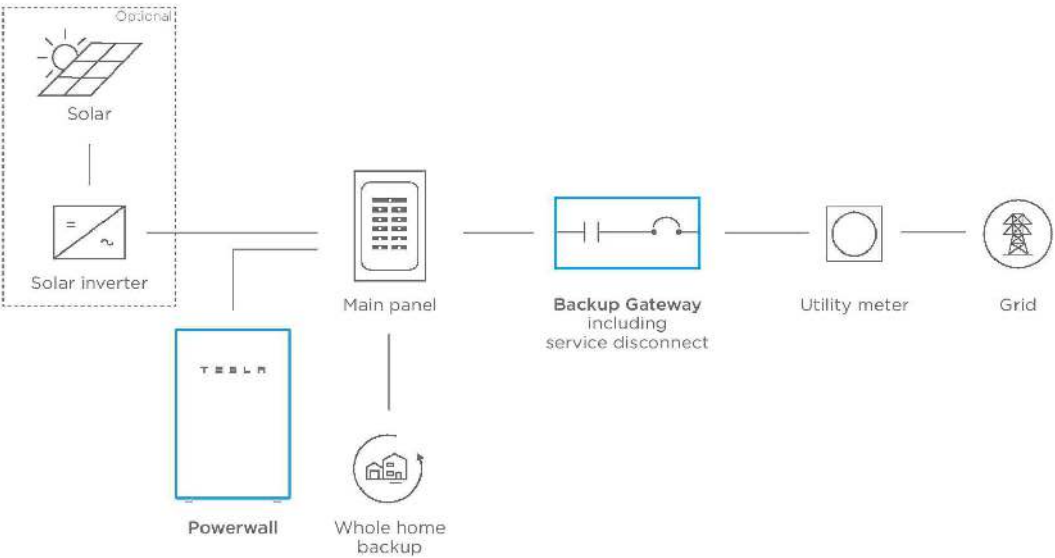 Optional
Solar
Solar inverter
Main panel
Backup Gateway
including
service disconnect
Utility meter
Grid
TESLA
Powerwall
Whole home
backup